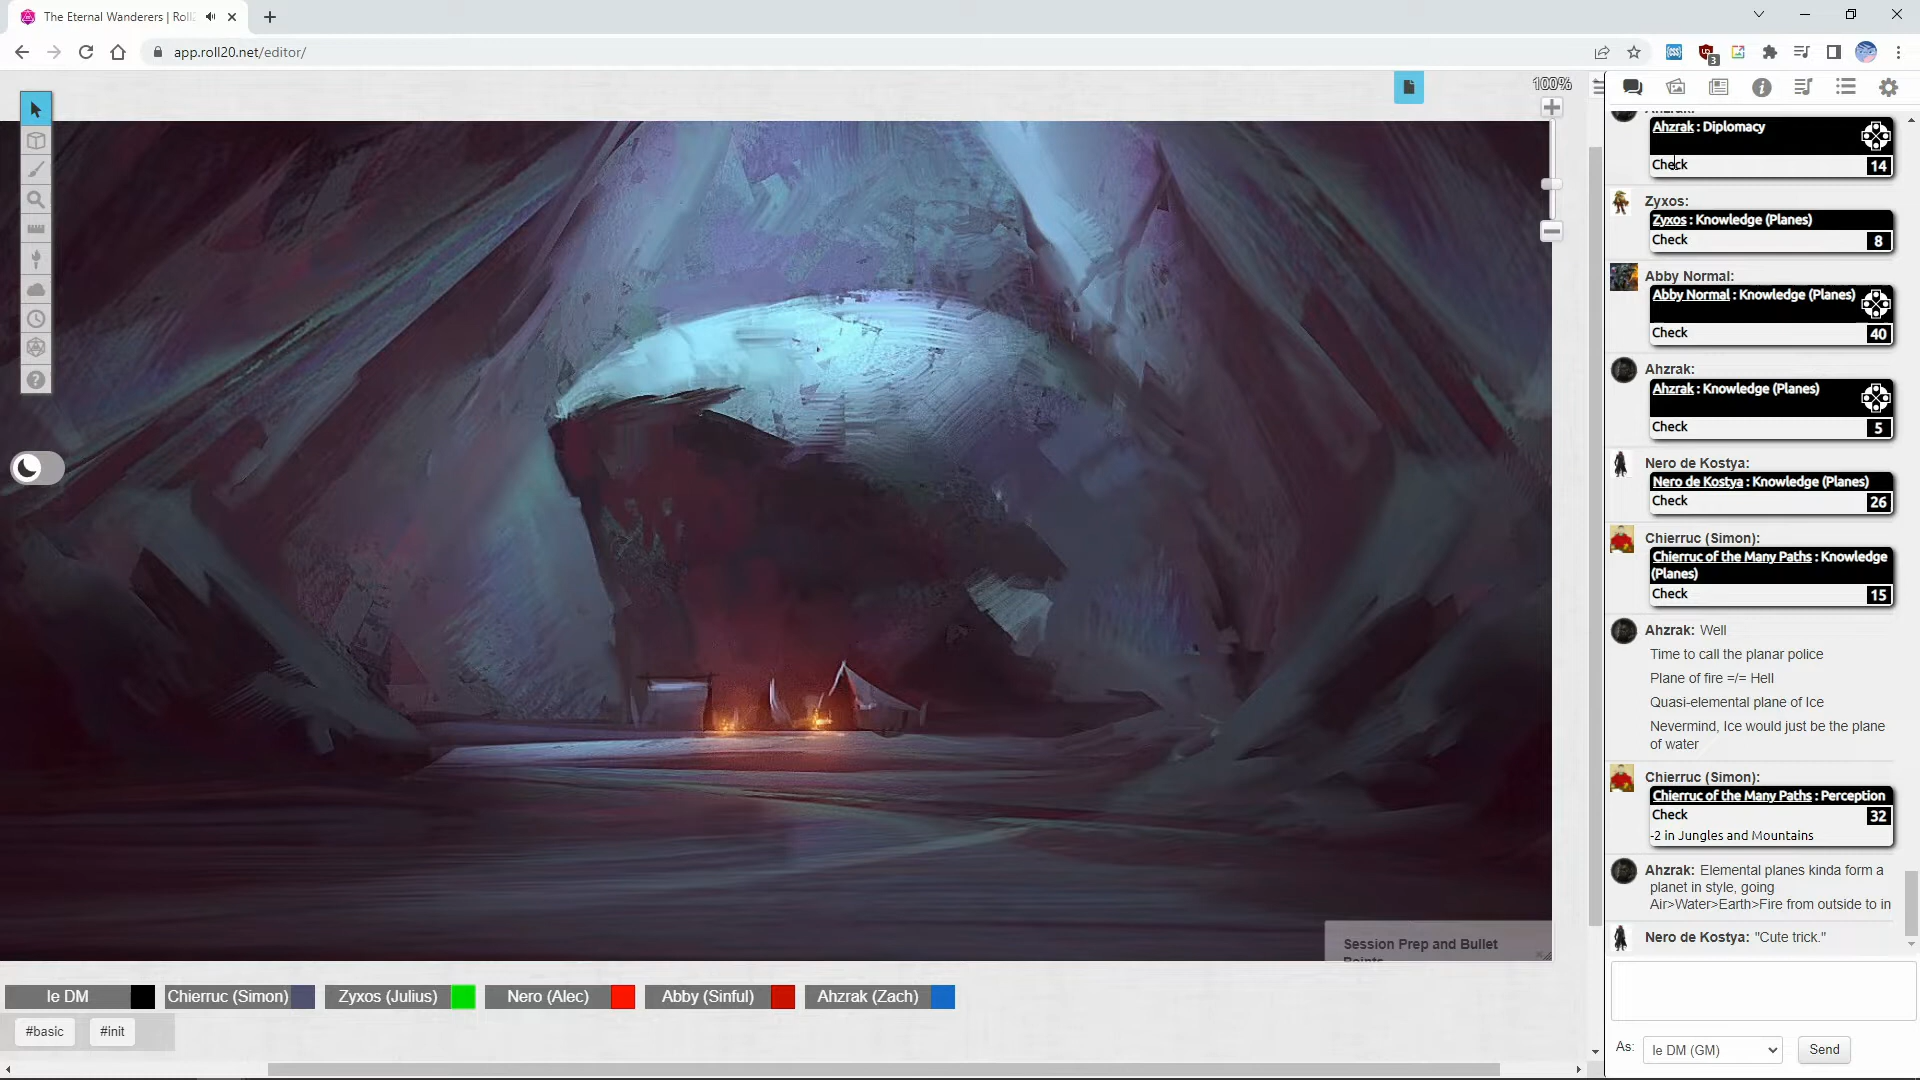 The Eternal Wanderers | Roll
app.roll20.net/editor/
3
100%
Ahzrak : Diplomacy
Check
14
Zyxos:
Zyxos : Knowledge (Planes)
Check
8
Abby Normal:
Abby Normal : Knowledge (Planes)
Check
40
Ahzrak:
Ahzrak : Knowledge (Planes)
Check
5
Nero de Kostya:
Nero de Kostya : Knowledge (Planes)
Check
26
Chierruc (Simon):
Chierruc of the Many Paths : Knowledge
(Planes)
Check
15
Ahzrak: Well
Time to call the planar police
Plane of fire =/= Hell
Quasi-elemental plane of Ice
Nevermind, Ice would just be the plane
of water
Chierruc (Simon):
Chierruc of the Many Paths : Perception
Check
32
-2 in Jungles and Mountains
Ahzrak: Elemental planes kinda form a
planet in style, going
Air>Water>Earth>Fire from outside to in
Nero de Kostya: "Cute trick."
Session Prep and Bullet
Points
le DM
Chierruc (Simon)
Zyxos (Julius)
Nero (Alec)
Abby (Sinful)
Ahzrak (Zach)
#basic
#init
As:
le DM (GM)
Send